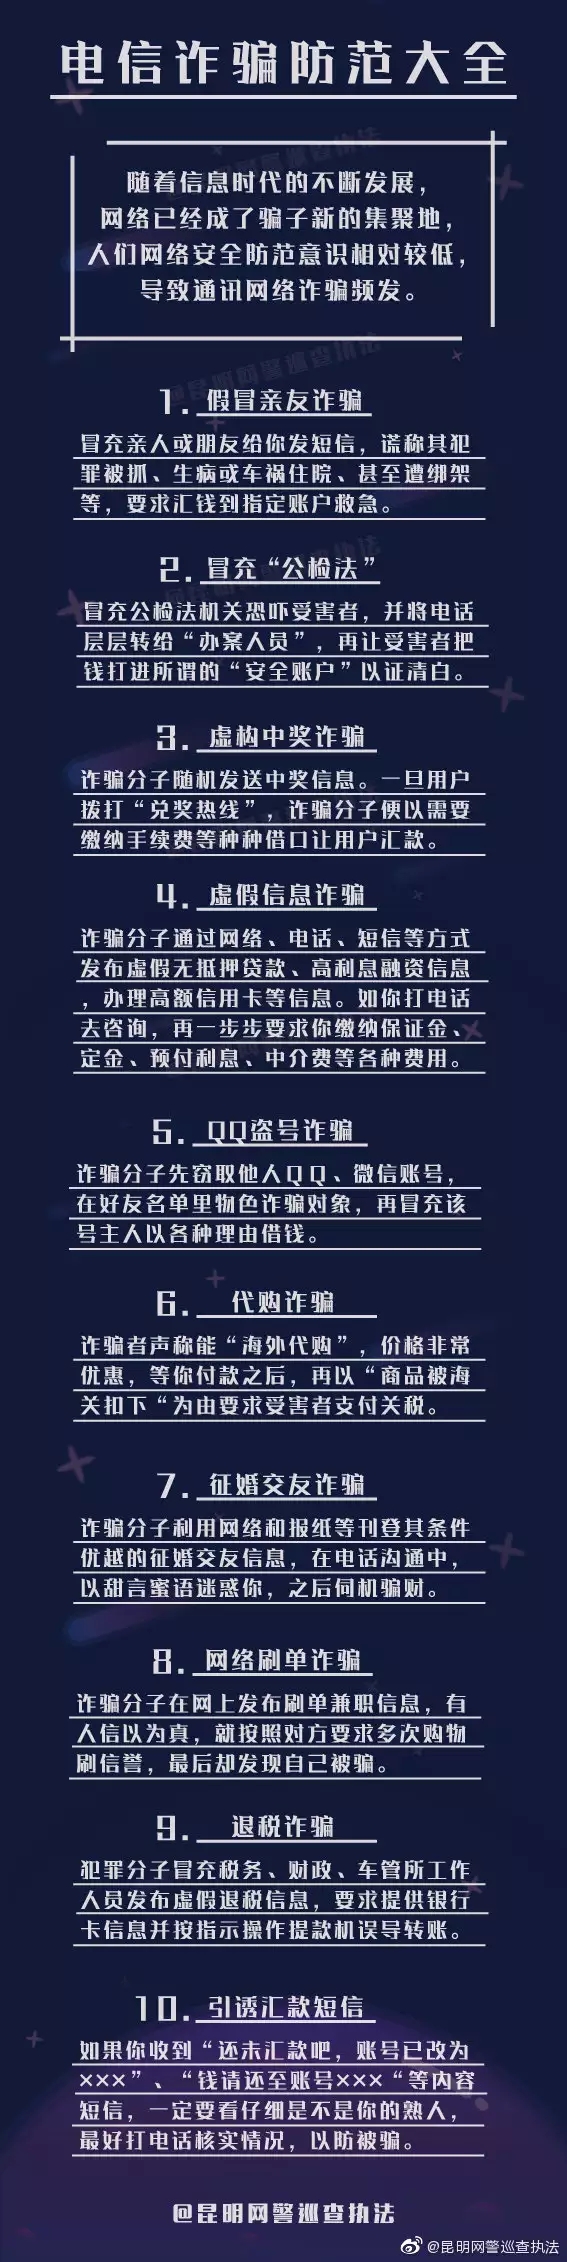 电信诈骗防范大全
随着信息时代的不断发展，
网络已经成了骗子新的集聚地，
人们网络安全防范意识相对较低，
导致通讯网络诈骗频发。
1. 假冒亲友诈骗
冒充亲人或朋友给你发短信，谎称其犯
罪被抓、生病或车祸住院、甚至遭绑架
等，要求汇钱到指定账户救急。
2. 冒充“公检法”
冒充公检法机关恐吓受害者，并将电话
层层转给“办案人员”，再让受害者把
钱打进所谓的“安全账户”以证清白。
3. 虚构中奖诈骗
诈骗分子随机发送中奖信息。一旦用户
拨打“兑奖热线”，诈骗分子便以需要
缴纳手续费等种种借口让用户汇款。
4. 虚假信息诈骗
诈骗分子通过网络、电话、短信等方式
发布虚假无抵押贷款、高利息融资信息
，办理高额信用卡等信息。如你打电话
去咨询，再一步步要求你缴纳保证金、
定金、预付利息、中介费等各种费用。
5. QQ盗号诈骗
诈骗分子先窃取他人QQ、微信账号，
在好友名单里物色诈骗对象，再冒充该
号主人以各种理由借钱。
6. 代购诈骗
诈骗者声称能“海外代购”，价格非常
优惠，等你付款之后，再以“商品被海
关扣下“为由要求受害者支付关税。
7. 征婚交友诈骗
诈骗分子利用网络和报纸等刊登其条件
优越的征婚交友信息，在电话沟通中，
以甜言蜜语迷惑你，之后伺机骗财。
8. 网络刷单诈骗
诈骗分子在网上发布刷单兼职信息，有
人信以为真，就按照对方要求多次购物
刷信誉，最后却发现自己被骗。
9. 退税诈骗
犯罪分子冒充税务、财政、车管所工作
人员发布虚假退税信息，要求提供银行
卡信息并按指示操作提款机误导转账。
10. 引诱汇款短信
如果你收到“还未汇款吧，账号已改为
×××”、“钱请还至账号×××“等内容
短信，一定要看仔细是不是你的熟人，
最好打电话核实情况，以防被骗。
@昆明网警巡查执法
@昆明网警巡查执法